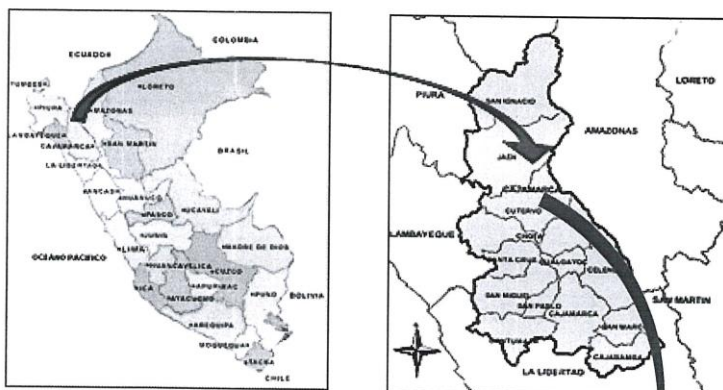 COLOMBIA
ECUADOR
TUMBES
LORETO
PIURA
AMAZONAS
LAMBAYEQUE
CAJAMARCA
SAN MARTIN
LA LIBERTAD
BRASIL
ANCASH
HUANUCO
UCAYALI
PASCO
JUNIN
LIMA
MADRE DE DIOS
OCEANO PACIFICO
HUANCAVELICA
CUZCO
ICA
APURIMAC
AYACUCHO
PUNO
BOLIVIA
AREQUIPA
MOQUEGUA
TACNA
CHILE
LORETO
PIURA
SAN IGNACIO
AMAZONAS
JAEN
CAJAMARCA
CUTERVO
LAMBAYEQUE
CHOTA
SANTA CRUZ
HUALGAYOC
CELEN
SAN MIGUEL
SAN PABLO
SAN MARTIN
CAJAMARCA
SAN MARC
CAJABAMBA
LA LIBERTAD